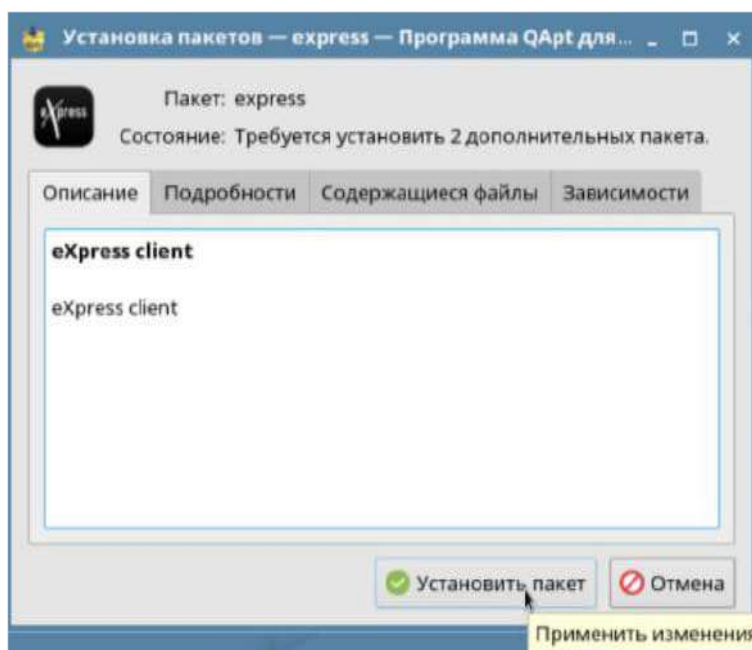 Установка пакетов — express — Программа QApt для...
eXpress
Пакет: express
Состояние: Требуется установить 2 дополнительных пакета.
Описание Подробности Содержащиеся файлы Зависимости
eXpress client
eXpress client
Установить пакет Отмена
Применить изменения